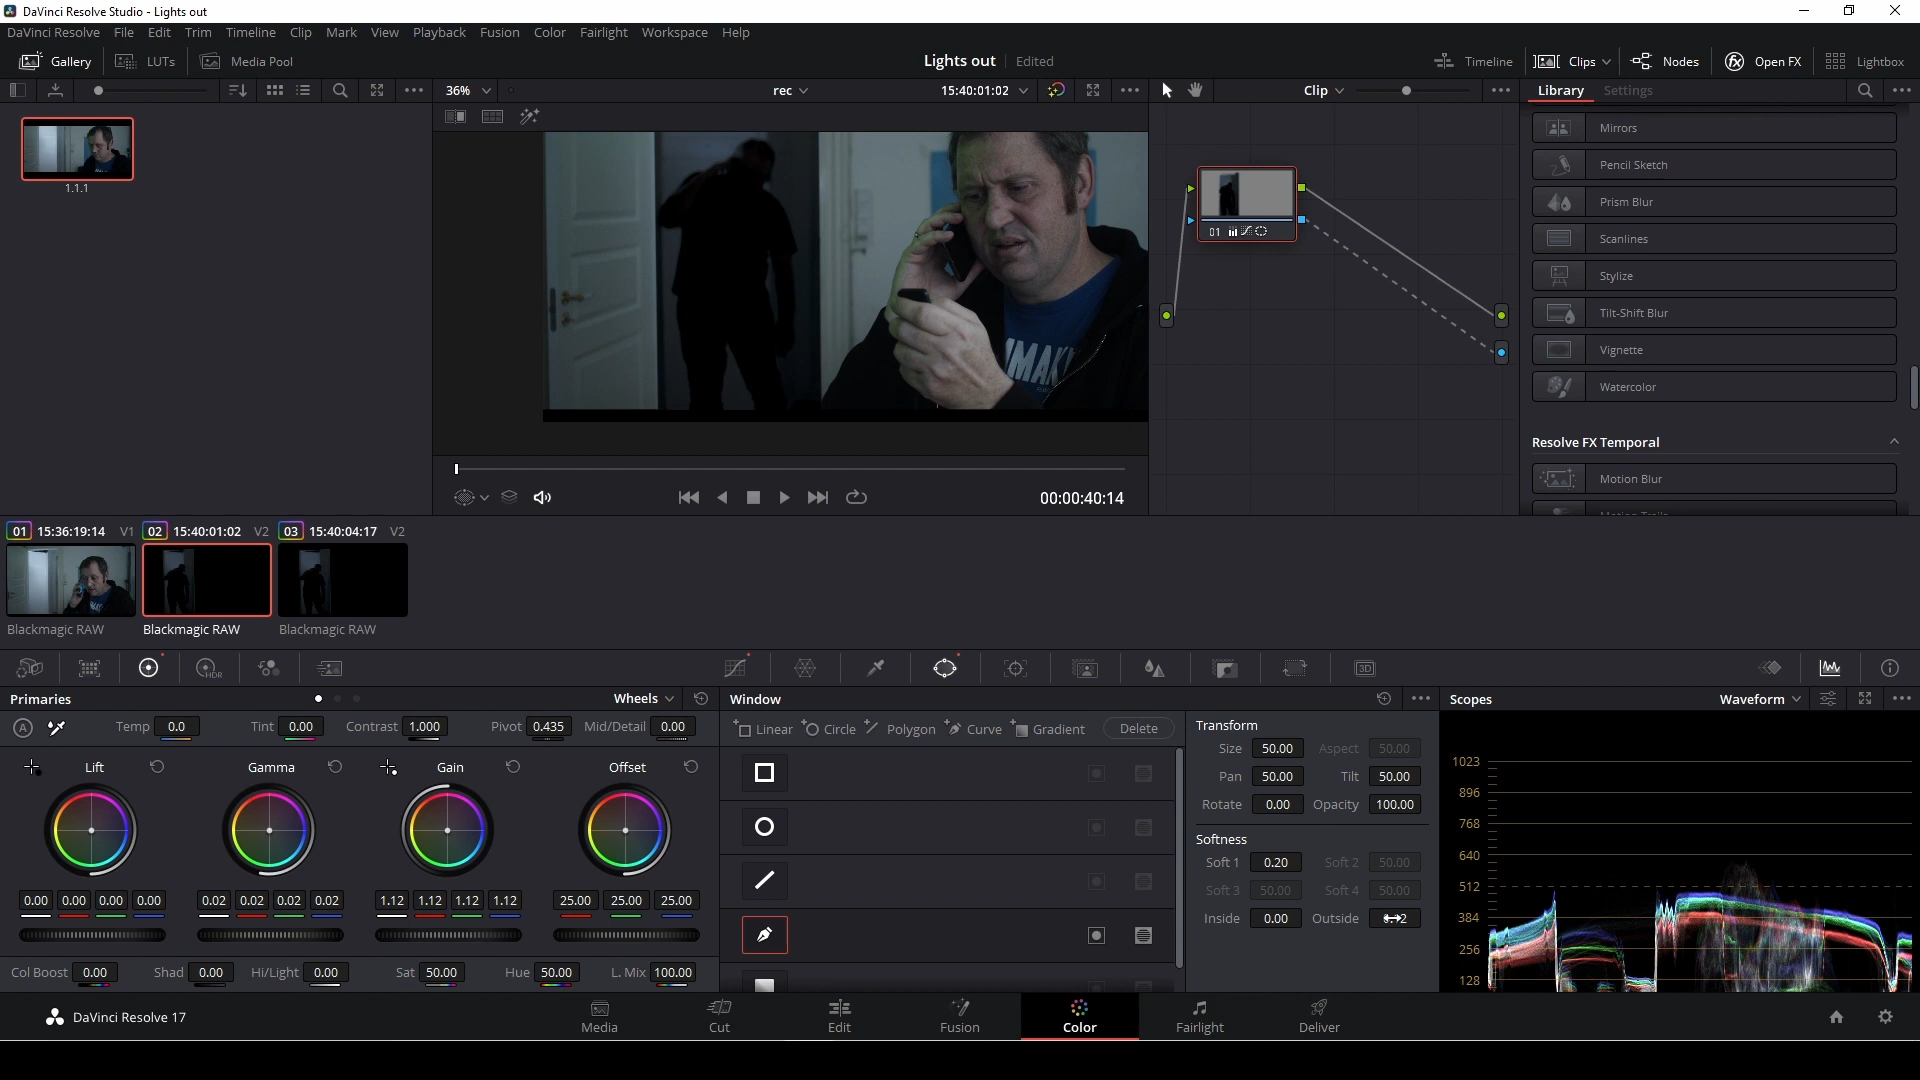 DaVinci Resolve Studio - Lights out
DaVinci Resolve File Edit Trim Timeline Clip Mark View Playback Fusion Color Fairlight Workspace Help
Gallery LUTs Media Pool Lights out Edited Timeline Clips Nodes Open FX Lightbox
36% rec 15:40:01:02 Clip Library Settings
Mirrors
Pencil Sketch
Prism Blur
Scanlines
Stylize
Tilt-Shift Blur
Vignette
Watercolor
Resolve FX Temporal
Motion Blur
1.1.1
01
00:00:40:14
01 15:36:19:14 V1 02 15:40:01:02 V2 03 15:40:04:17 V2
Blackmagic RAW Blackmagic RAW Blackmagic RAW
HDR 3D
Primaries Wheels Window Scopes Waveform
A Temp 0.0 Tint 0.00 Contrast 1.000 Pivot 0.435 Mid/Detail 0.00
Linear Circle Polygon Curve Gradient Delete
Lift Gamma Gain Offset
0.00 0.00 0.00 0.00 0.02 0.02 0.02 0.02 1.12 1.12 1.12 1.12 25.00 25.00 25.00
Col Boost 0.00 Shad 0.00 Hi/Light 0.00 Sat 50.00 Hue 50.00 L. Mix 100.00
Transform
Size 50.00 Aspect 50.00
Pan 50.00 Tilt 50.00
Rotate 0.00 Opacity 100.00
Softness
Soft 1 0.20 Soft 2 50.00
Soft 3 50.00 Soft 4 50.00
Inside 0.00 Outside
1023
896
768
640
512
384
256
128
DaVinci Resolve 17 Media Cut Edit Fusion Color Fairlight Deliver